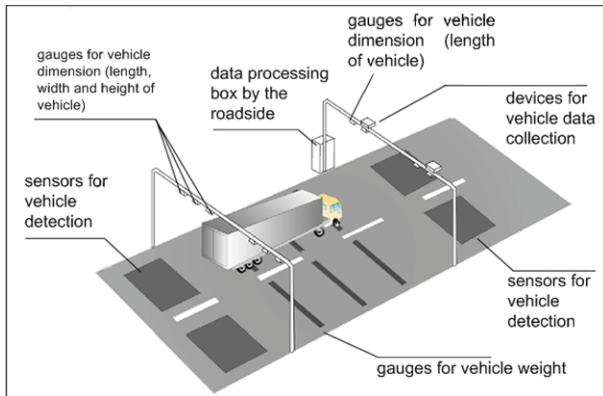 gauges for vehicle
dimension (length,
width and height of
vehicle)
data processing
box by the
roadside
gauges for vehicle
dimension (length
of vehicle)
devices for
vehicle data
collection
sensors for
vehicle
detection
sensors for
vehicle
detection
gauges for vehicle weight